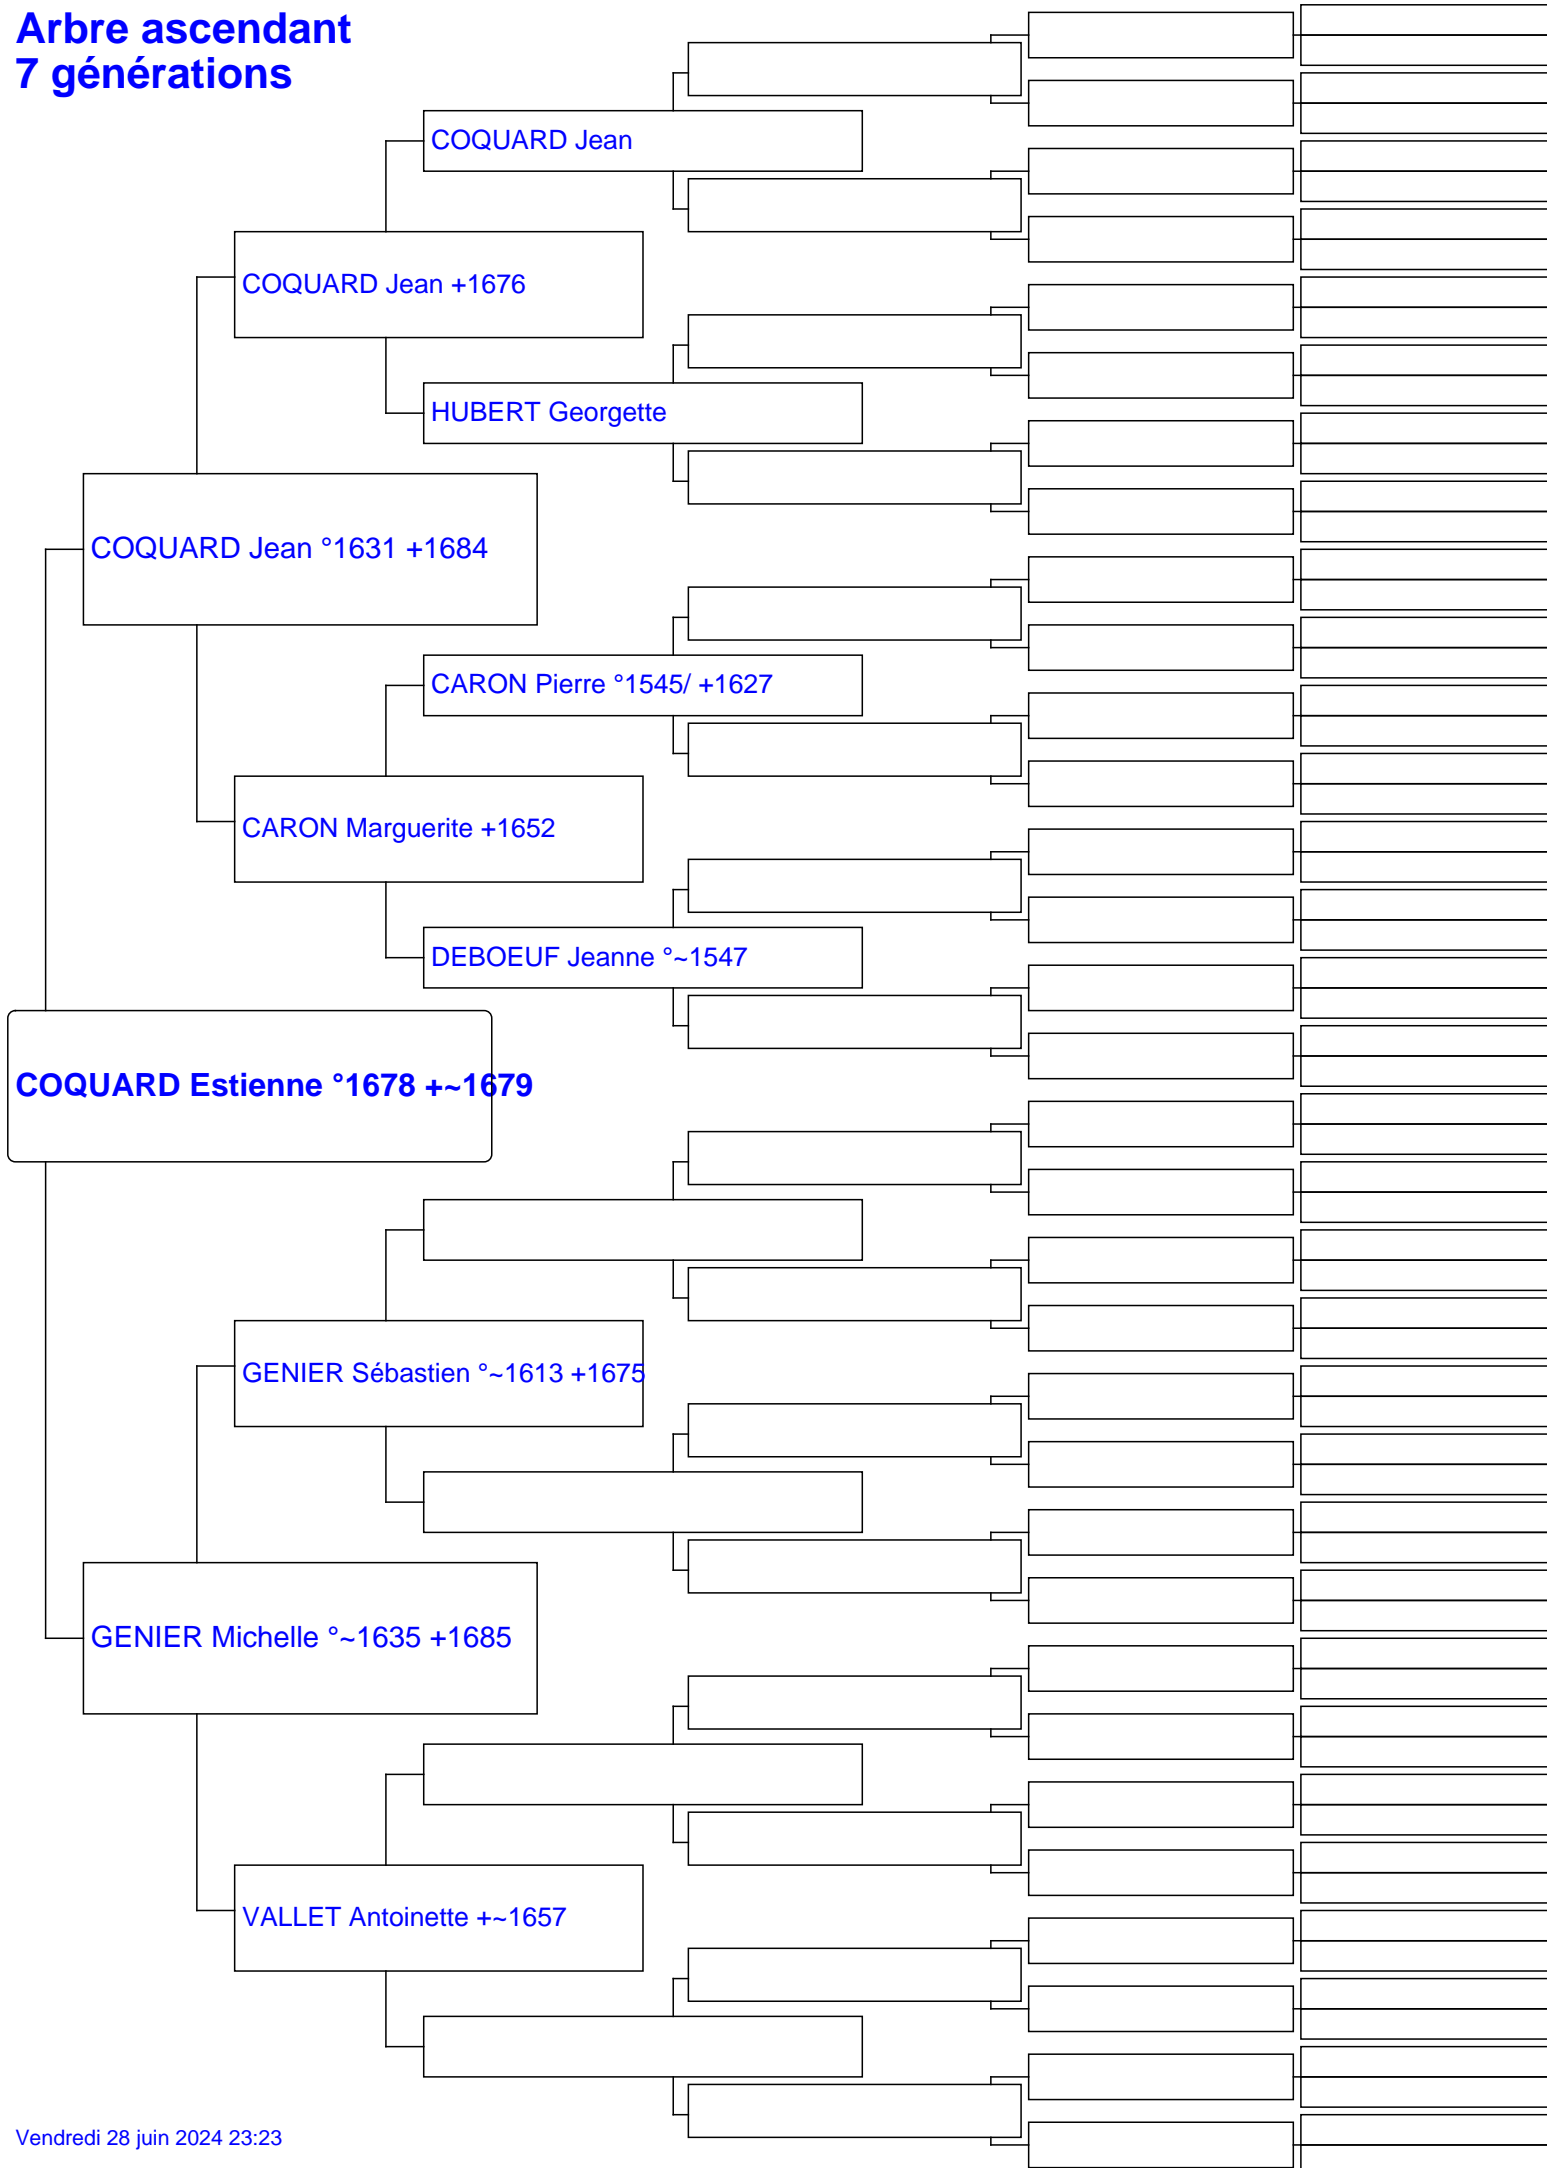 Arbre ascendant
7 générations
COQUARD Jean
COQUARD Jean +1676
HUBERT Georgette
COQUARD Jean °1631 +1684
CARON Pierre °1545/ +1627
CARON Marguerite +1652
DEBOEUF Jeanne °~1547
COQUARD Estienne °1678 +~1679
GENIER Sébastien °~1613 +1675
GENIER Michelle °~1635 +1685
VALLET Antoinette +~1657
Vendredi 28 juin 2024 23:23